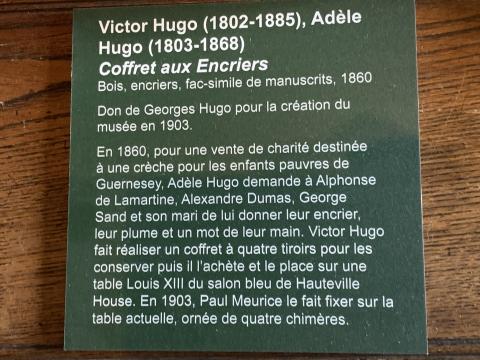 Victor Hugo (1802-1885), Adèle
Hugo (1803-1868)
Coffret aux Encriers
Bois, encriers, fac-simile de manuscrits, 1860
Don de Georges Hugo pour la création du
musée en 1903.
En 1860, pour une vente de charité destinée
à une crèche pour les enfants pauvres de
Guernesey, Adèle Hugo demande à Alphonse
de Lamartine, Alexandre Dumas, George
Sand et son mari de lui donner leur encrier,
leur plume et un mot de leur main. Victor Hugo
fait réaliser un coffret à quatre tiroirs pour les
conserver puis il l'achète et le place sur une
table Louis XIII du salon bleu de Hauteville
House. En 1903, Paul Meurice le fait fixer sur la
table actuelle, ornée de quatre chimères.